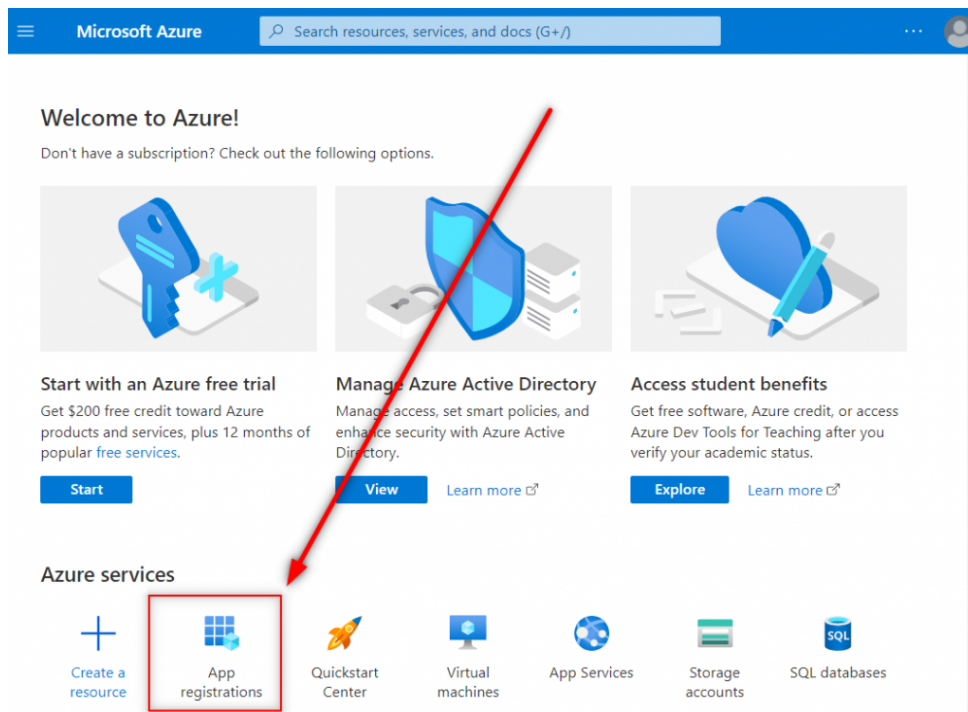 Microsoft Azure
Search resources, services, and docs (G+/)
Welcome to Azure!
Don't have a subscription? Check out the following options.
Start with an Azure free trial
Get $200 free credit toward Azure
products and services, plus 12 months of
popular free services.
Start
Manage Azure Active Directory
Manage access, set smart policies, and
enhance security with Azure Active
Directory.
View
Learn more
Access student benefits
Get free software, Azure credit, or access
Azure Dev Tools for Teaching after you
verify your academic status.
Explore
Learn more
Azure services
Create a
resource
App
registrations
Quickstart
Center
Virtual
machines
App Services
Storage
accounts
SQL
SQL databases